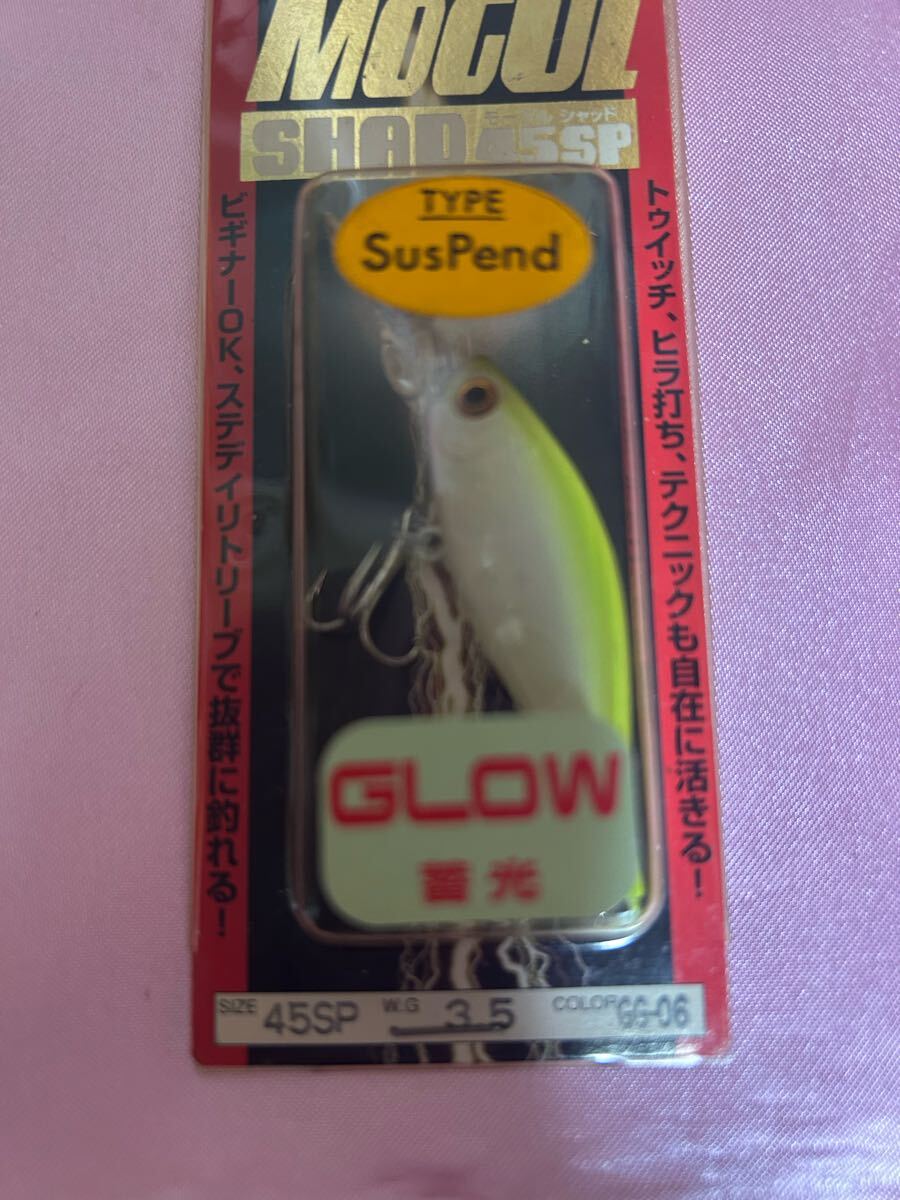 MOGUL
モーグル シャッド
SHAD 45SP
TYPE
SusPend
トゥイッチ、ヒラ打ち、テクニックも自在に活きる!
ビギナーOK、ステディリトリーブで抜群に釣れる!
GLOW
蓄光
SIZE 45SP W.G 3.5 COLOR GG-06